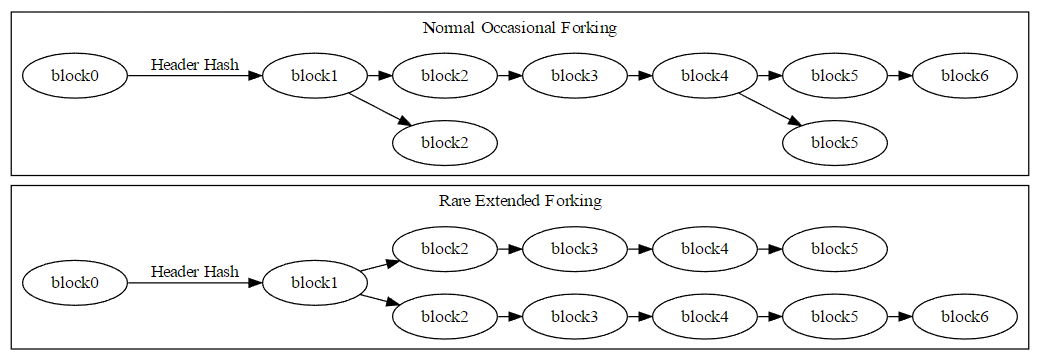 Normal Occasional Forking
block0
Header Hash
block1
block2
block3
block4
block5
block6
block2
block5
Rare Extended Forking
block2
block3
block4
block5
block0
Header Hash
block1
block2
block3
block4
block5
block6